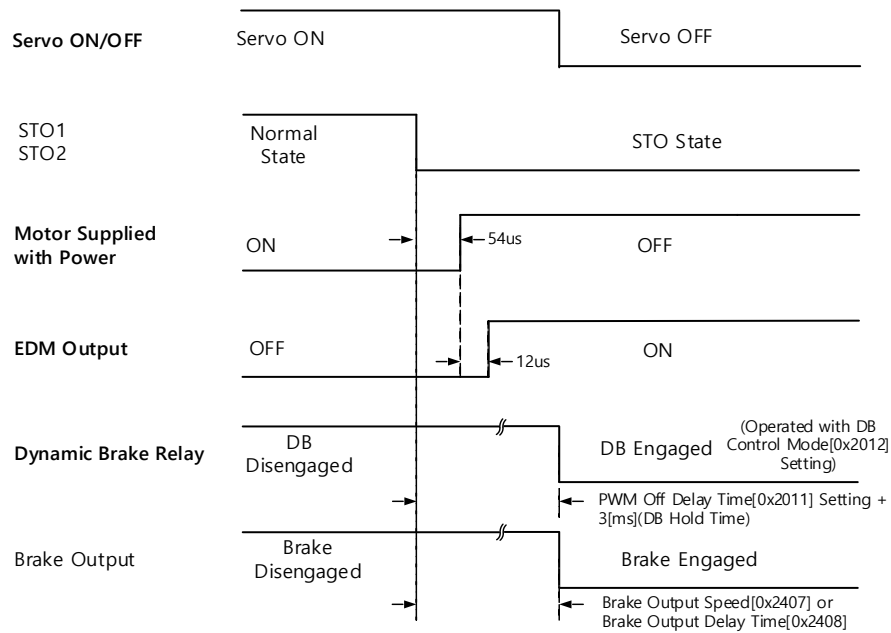 Servo ON/OFF
Servo ON
Servo OFF
STO1
STO2
Normal
State
STO State
Motor Supplied
with Power
ON
54us
OFF
EDM Output
OFF
12us
ON
Dynamic Brake Relay
DB
Disengaged
DB Engaged
(Operated with DB
Control Mode[0x2012]
Setting)
PWM Off Delay Time[0x2011] Setting +
3[ms](DB Hold Time)
Brake Output
Brake
Disengaged
Brake Engaged
Brake Output Speed[0x2407] or
Brake Output Delay Time[0x2408]